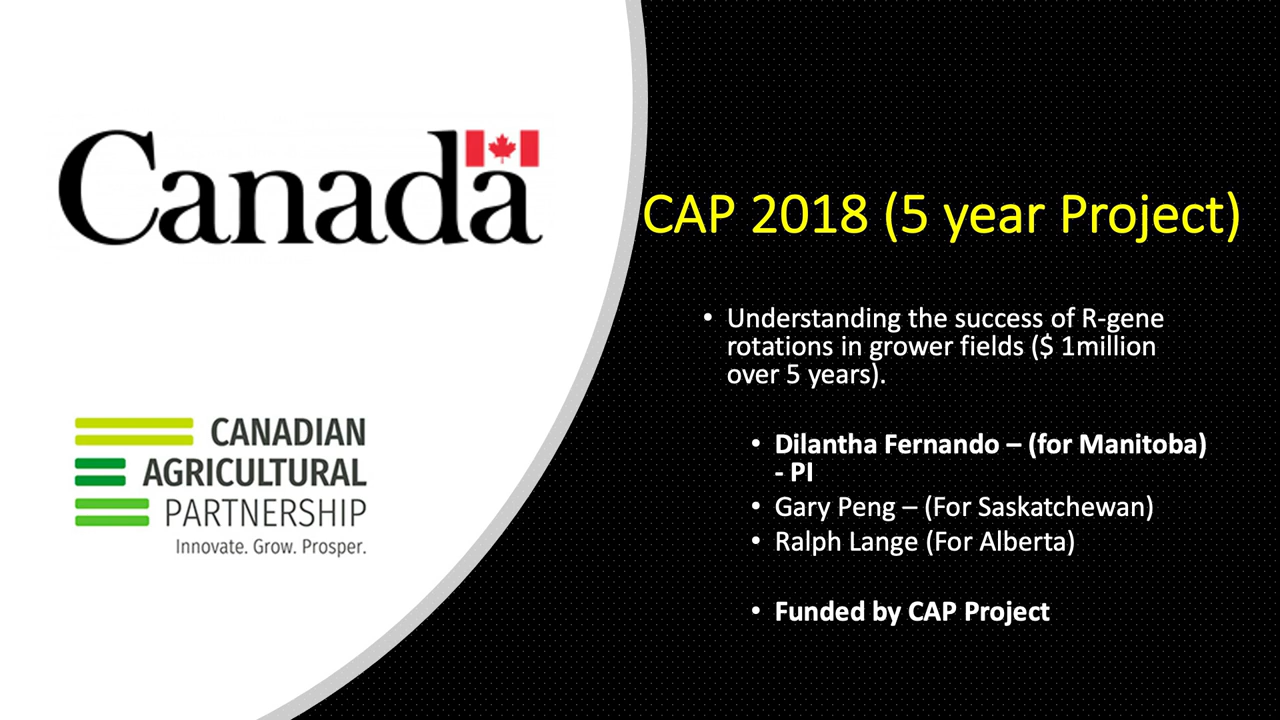 Canada
CANADIAN
AGRICULTURAL
PARTNERSHIP
Innovate. Grow. Prosper.
CAP 2018 (5 year Project)
• Understanding the success of R-gene
rotations in grower fields ($ 1million
over 5 years).
• Dilantha Fernando – (for Manitoba)
- PI
• Gary Peng – (For Saskatchewan)
• Ralph Lange (For Alberta)
• Funded by CAP Project